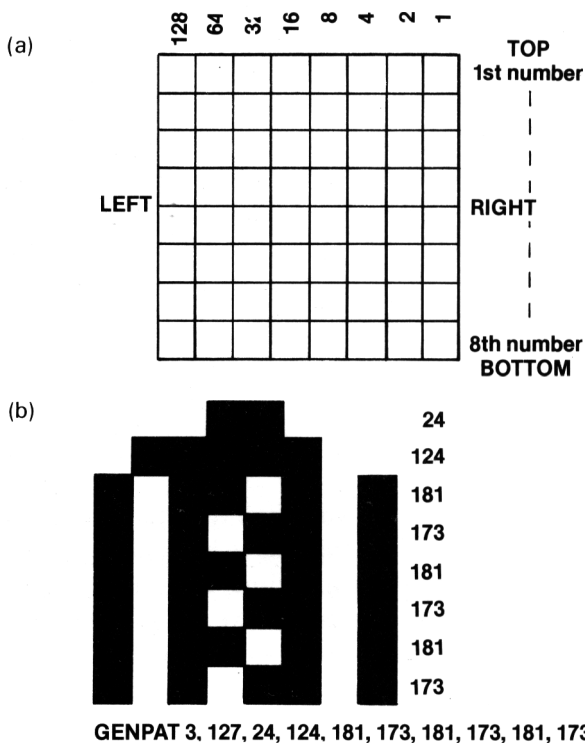 (a)
128 64 32 16 8 4 2 1
TOP
1st number
LEFT
RIGHT
8th number
BOTTOM
(b)
24
124
181
173
181
173
181
173
GENPAT 3, 127, 24, 124, 181, 173, 181, 173, 181, 173